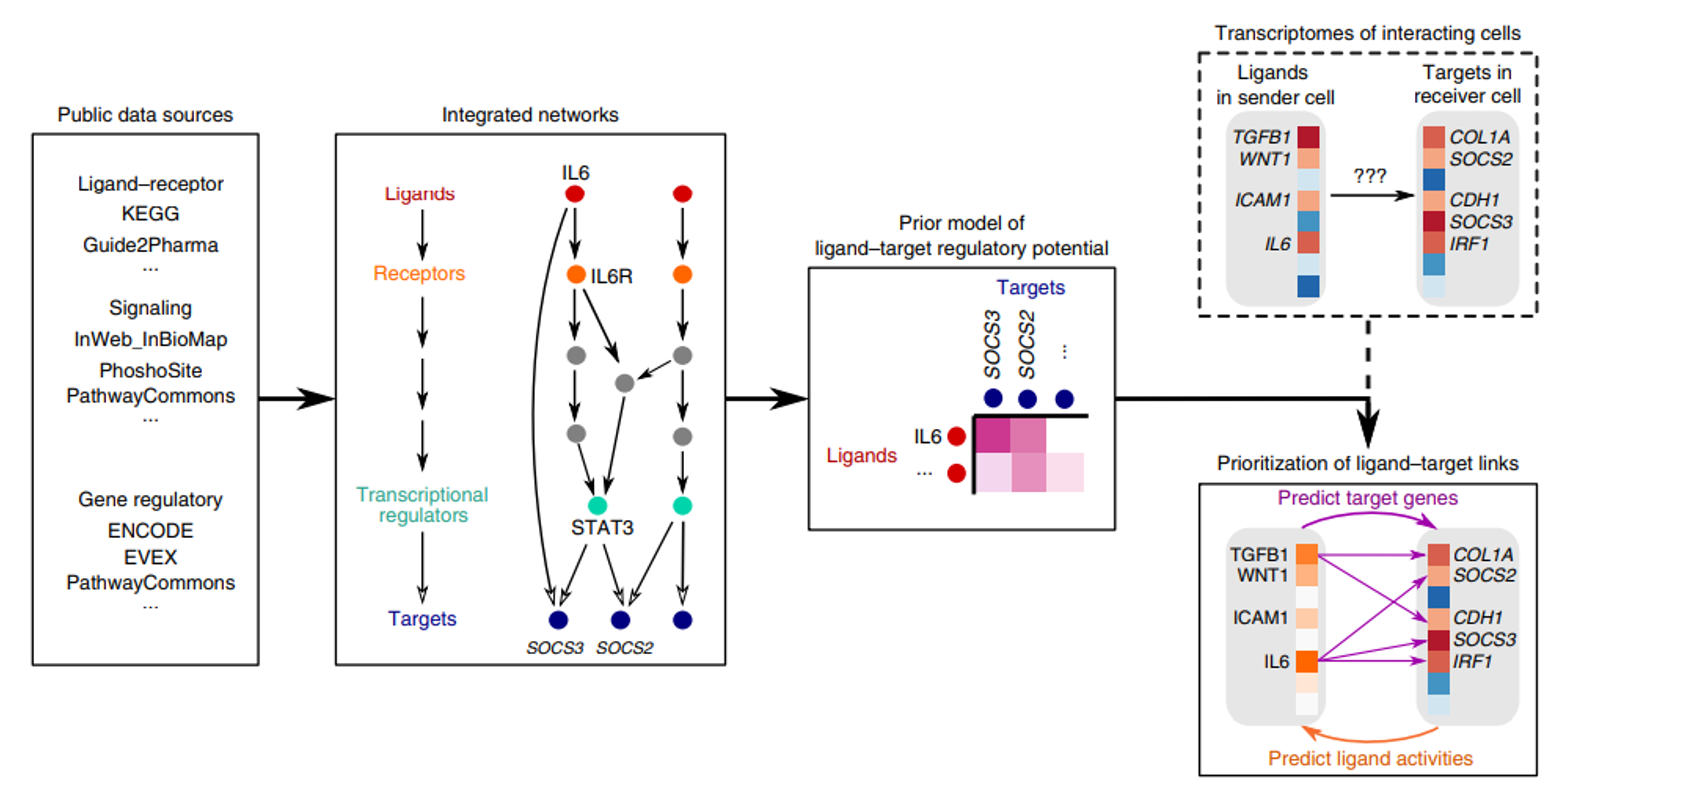 Public data sources
Ligand–receptor
KEGG
Guide2Pharma
...
Signaling
InWeb_InBioMap
PhoshoSite
PathwayCommons
...
Gene regulatory
ENCODE
EVEX
PathwayCommons
...
Integrated networks
Ligands
Receptors
Transcriptional
regulators
Targets
IL6
IL6R
STAT3
SOCS3 SOCS2
Prior model of
ligand–target regulatory potential
Targets
SOCS3
SOCS2
...
Ligands
IL6
...
Transcriptomes of interacting cells
Ligands
in sender cell
TGFB1
WNT1
ICAM1
IL6
???
Targets in
receiver cell
COL1A
SOCS2
CDH1
SOCS3
IRF1
Prioritization of ligand–target links
Predict target genes
TGFB1
WNT1
ICAM1
IL6
COL1A
SOCS2
CDH1
SOCS3
IRF1
Predict ligand activities